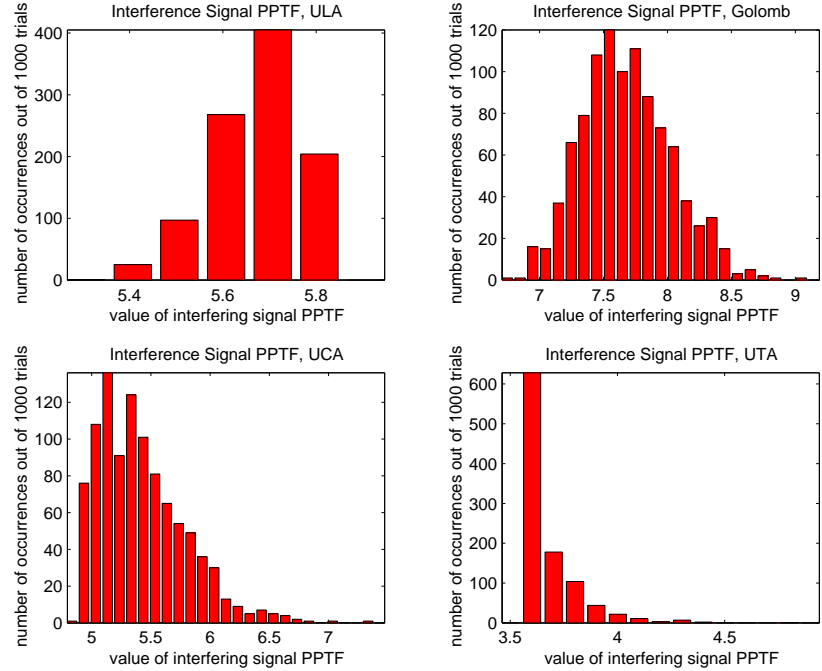 Interference Signal PPTF, ULA
number of occurrences out of 1000 trials
400
300
200
100
0
5.4 5.6 5.8
value of interfering signal PPTF
Interference Signal PPTF, Golomb
number of occurrences out of 1000 trials
120
100
80
60
40
20
0
7 7.5 8 8.5 9
value of interfering signal PPTF
Interference Signal PPTF, UCA
number of occurrences out of 1000 trials
120
100
80
60
40
20
0
5 5.5 6 6.5 7
value of interfering signal PPTF
Interference Signal PPTF, UTA
number of occurrences out of 1000 trials
600
500
400
300
200
100
0
3.5 4 4.5
value of interfering signal PPTF